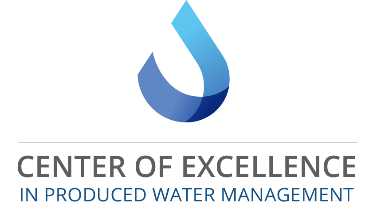 CENTER OF EXCELLENCE
IN PRODUCED WATER MANAGEMENT